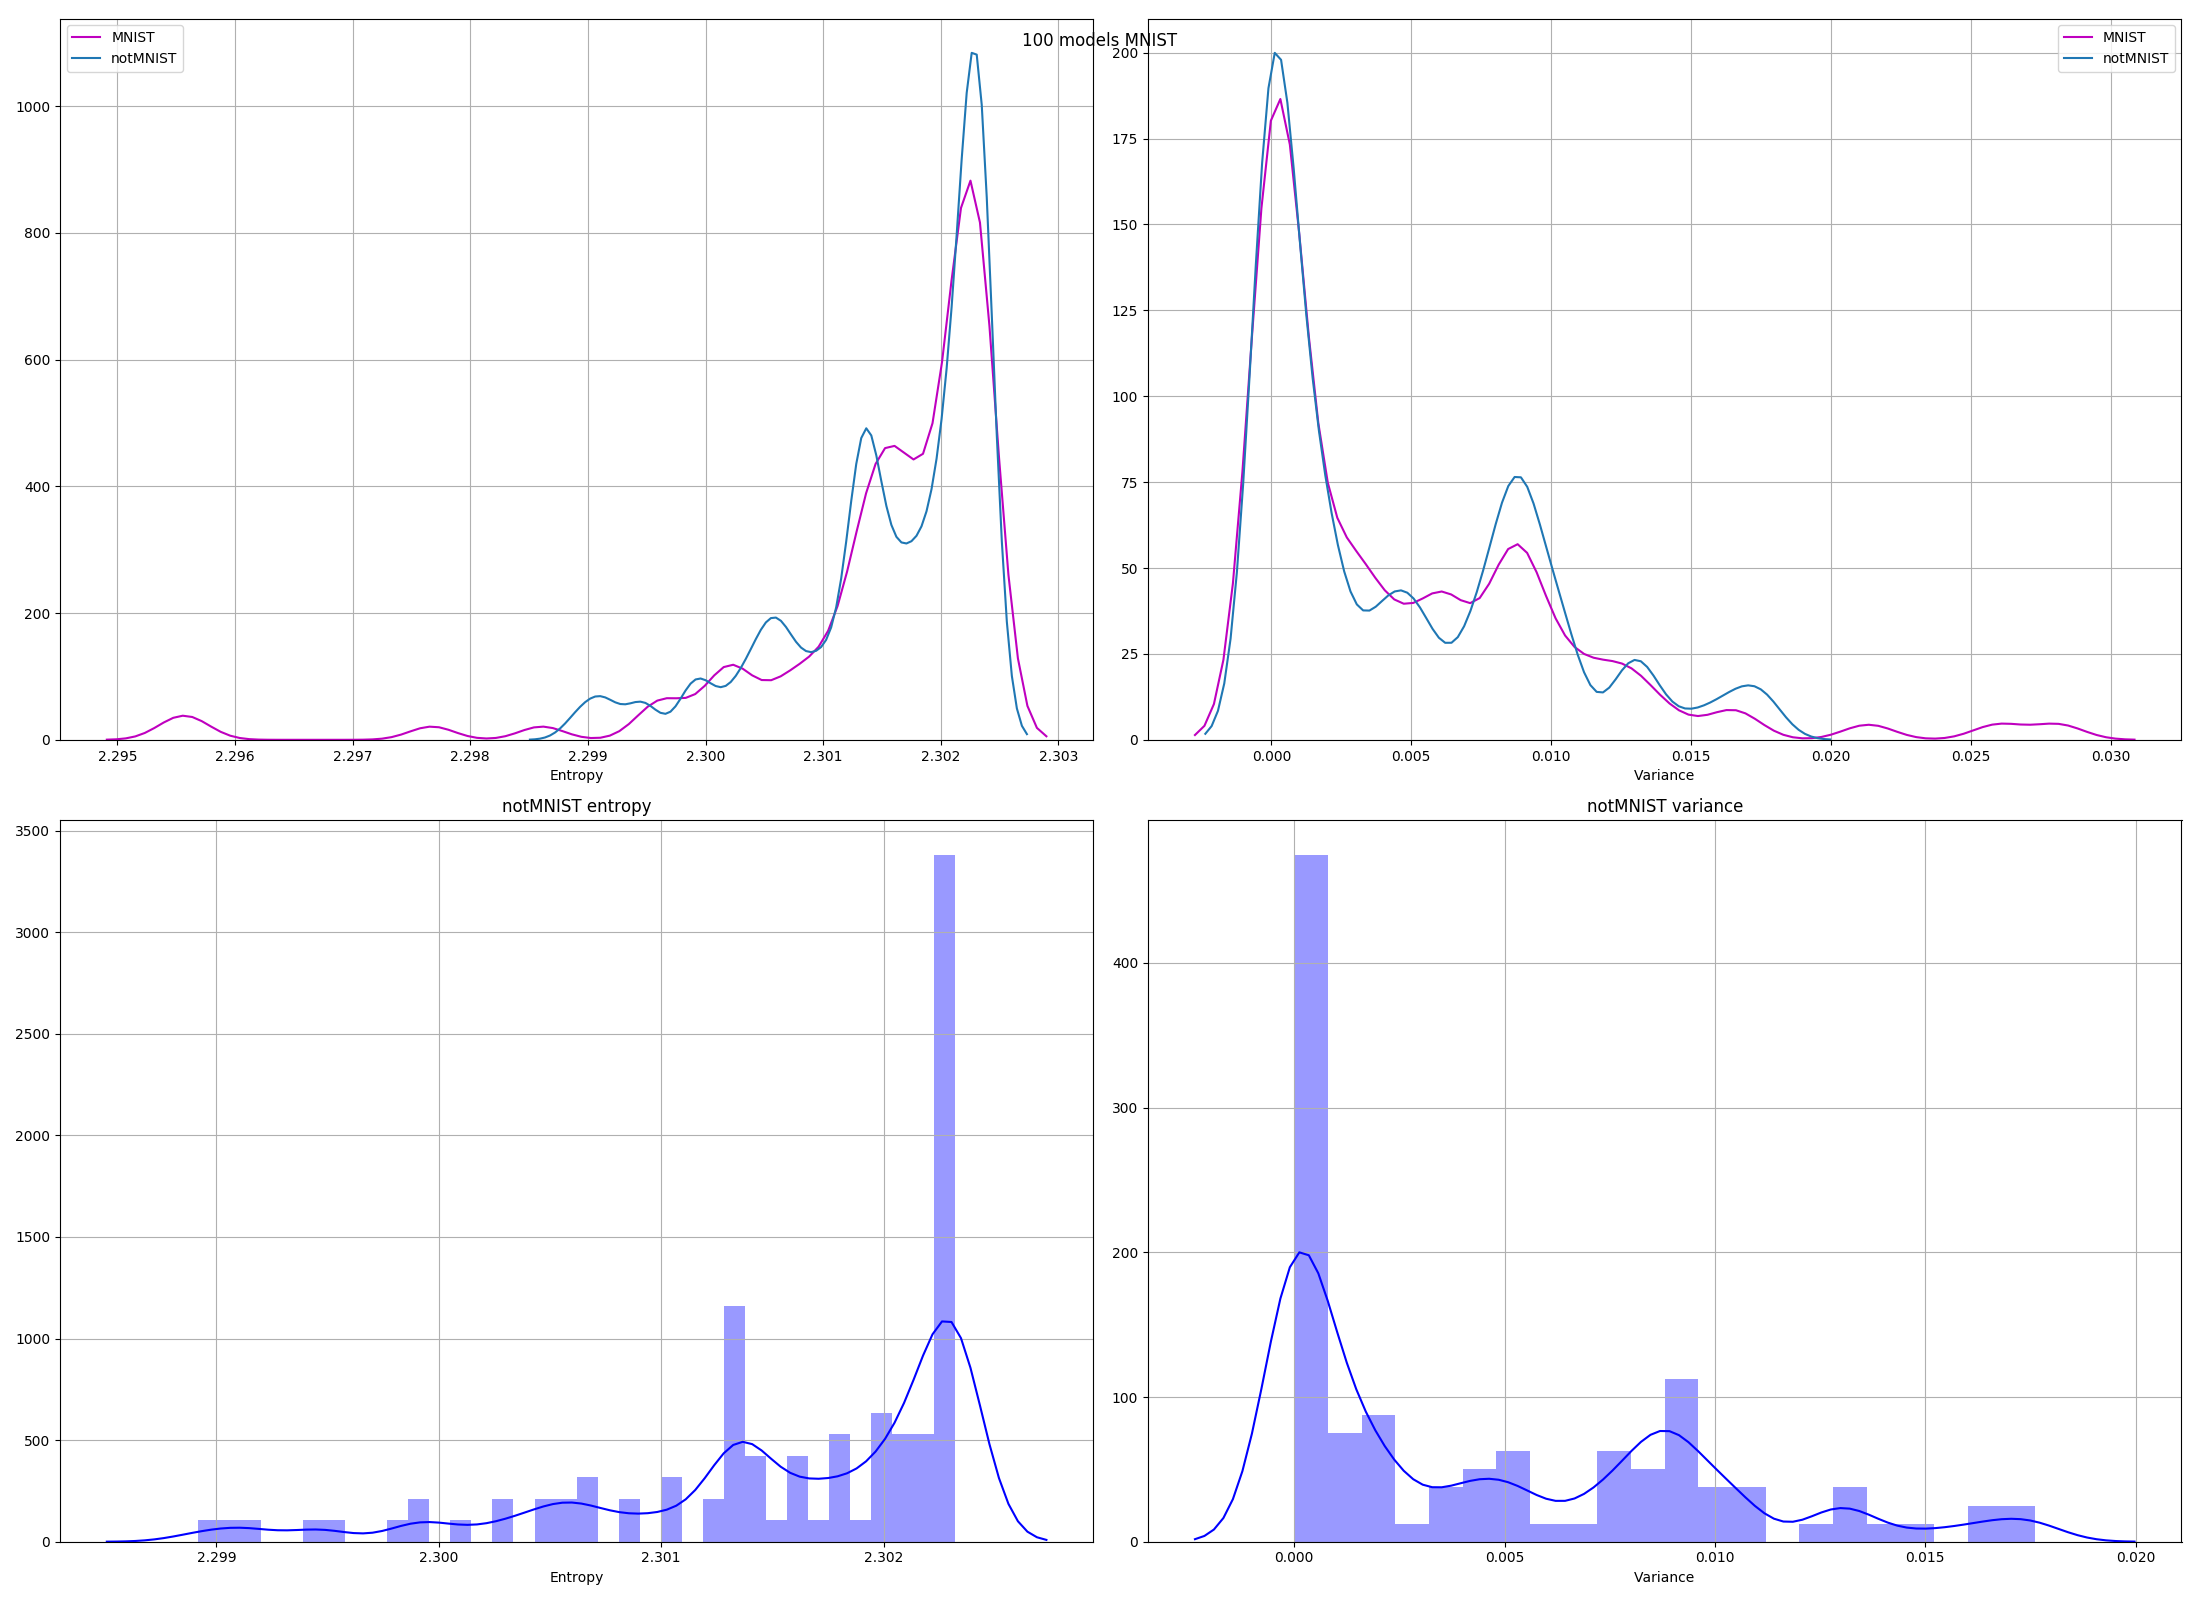 100 models MNIST
MNIST
notMNIST
1000
800
600
400
200
0
2.295 2.296 2.297 2.298 2.299 2.300 2.301 2.302 2.303
Entropy
MNIST
notMNIST
200
175
150
125
100
75
50
25
0
0.000 0.005 0.010 0.015 0.020 0.025 0.030
Variance
notMNIST entropy
3500
3000
2500
2000
1500
1000
500
0
2.299 2.300 2.301 2.302
Entropy
notMNIST variance
400
300
200
100
0
0.000 0.005 0.010 0.015 0.020
Variance